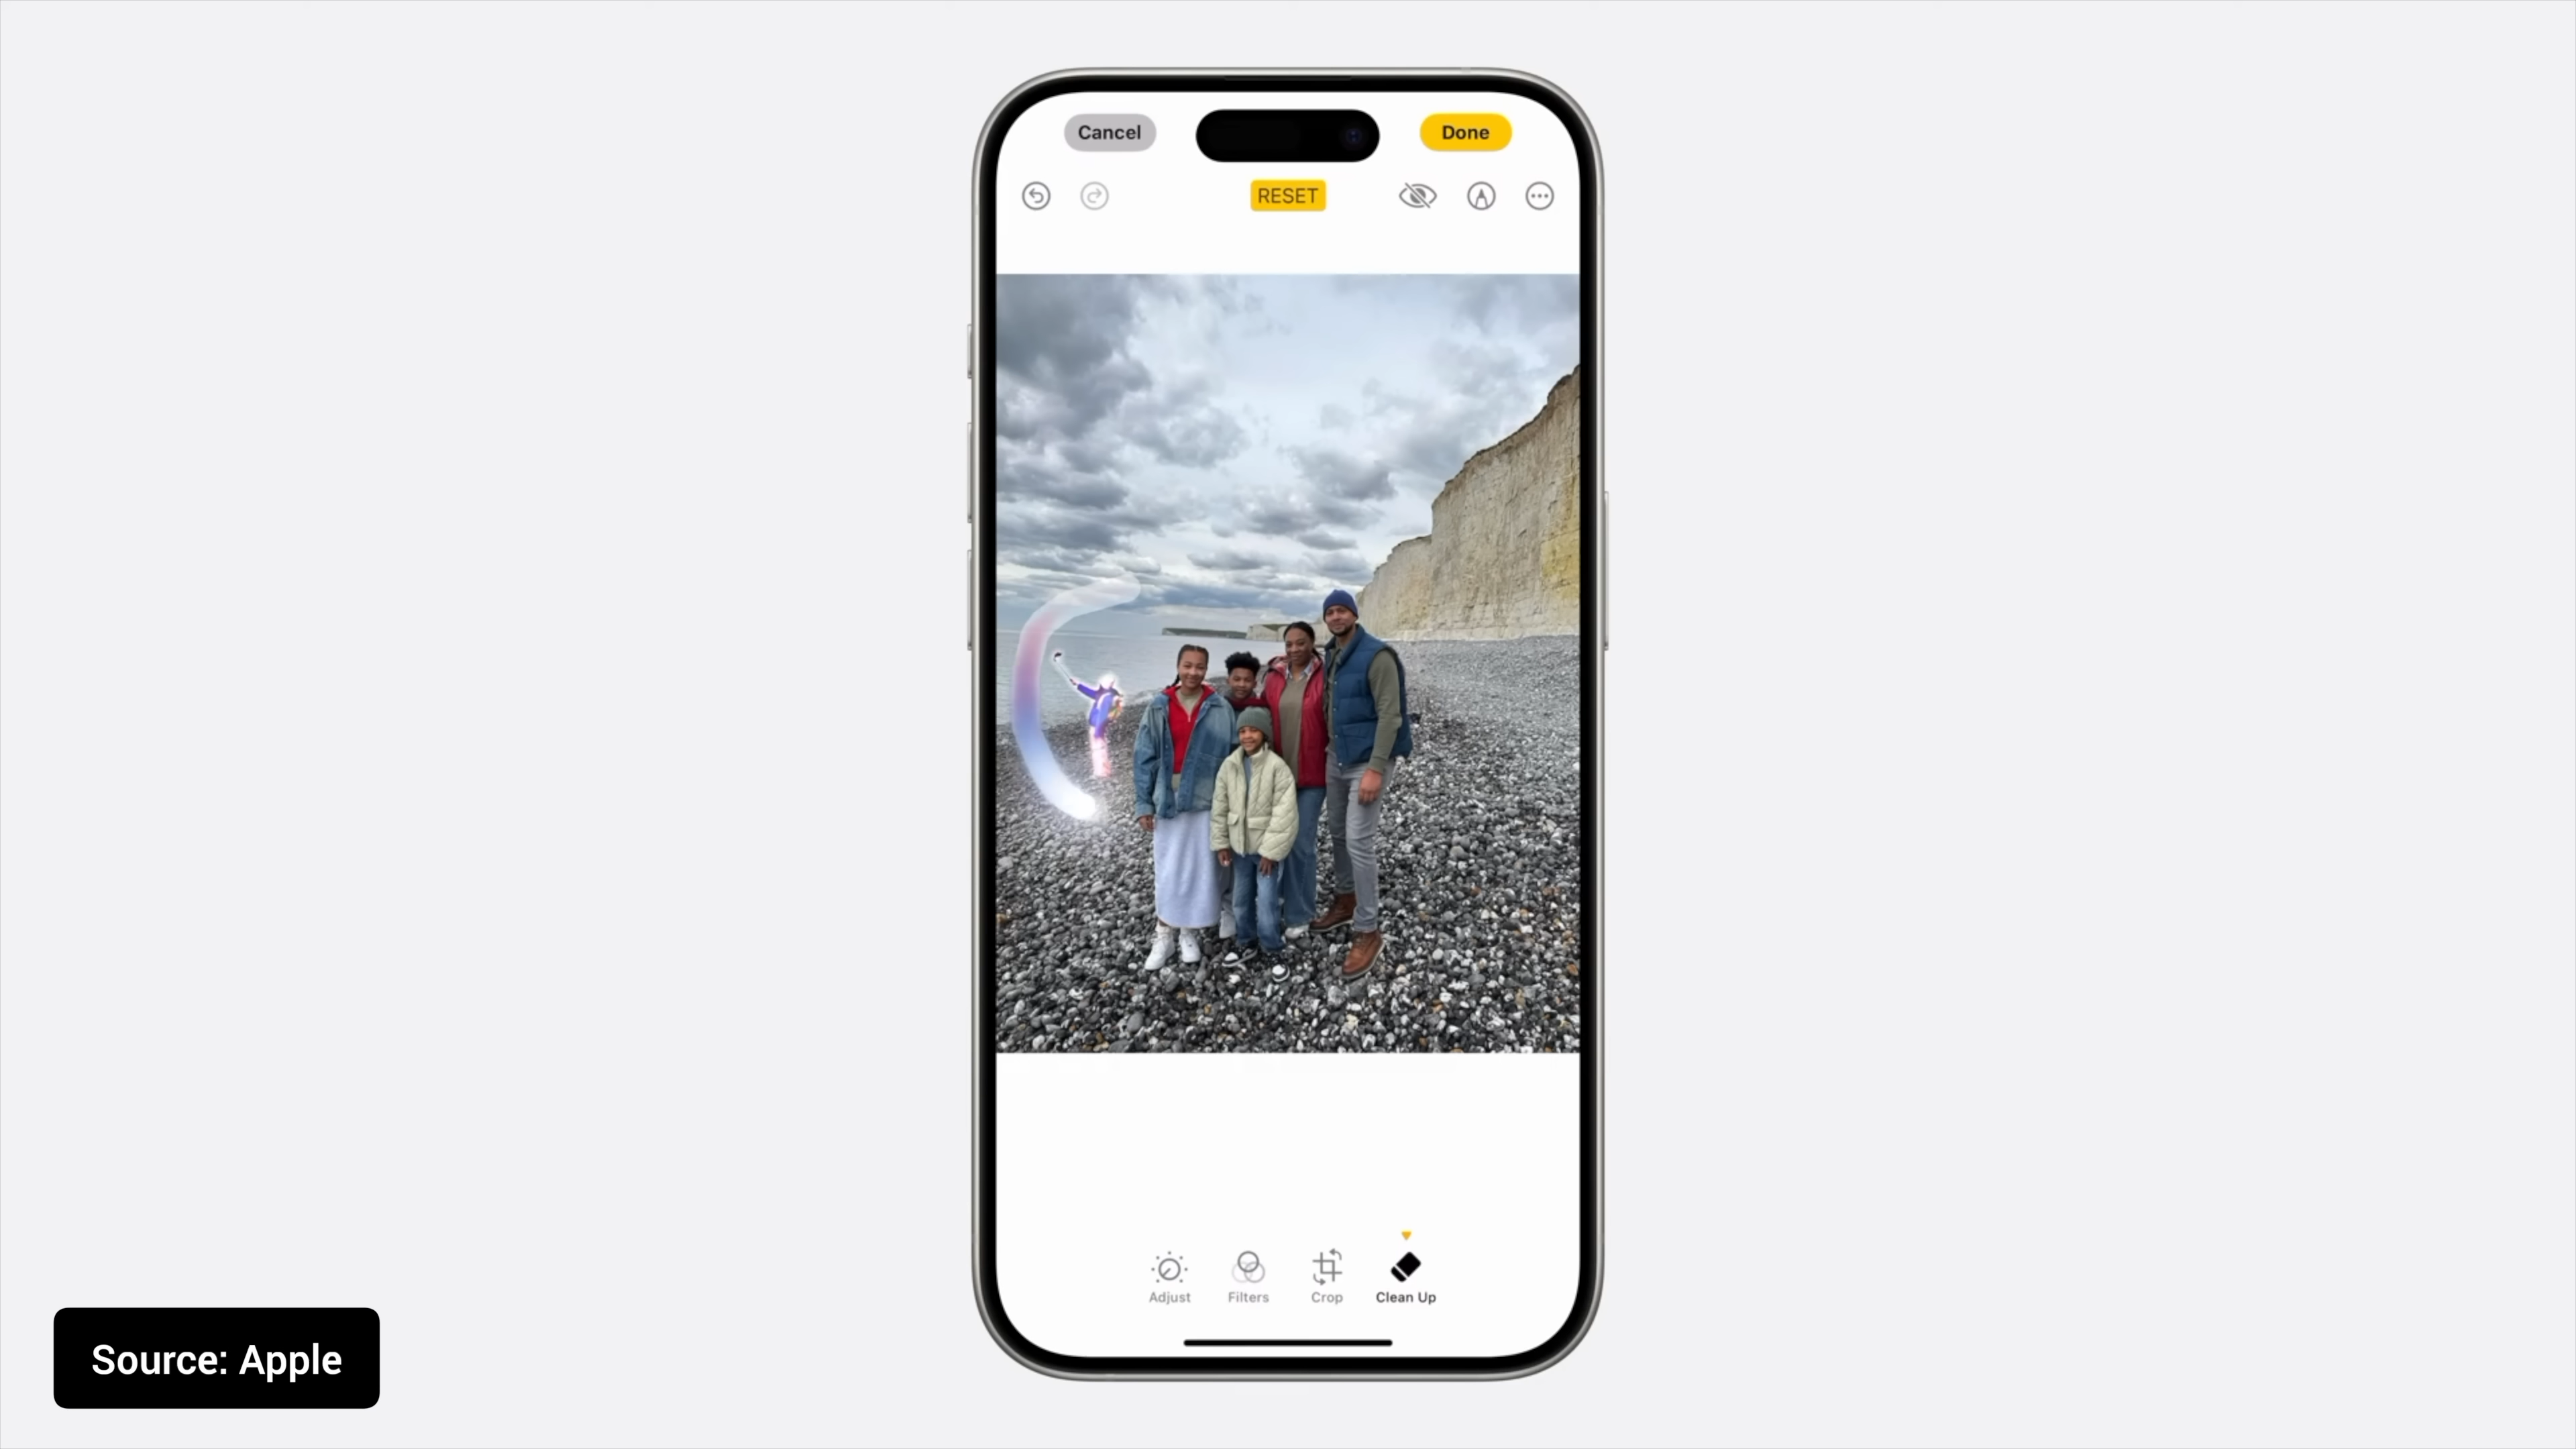 Cancel
Done
RESET
Adjust
Filters
Crop
Clean Up
Source: Apple